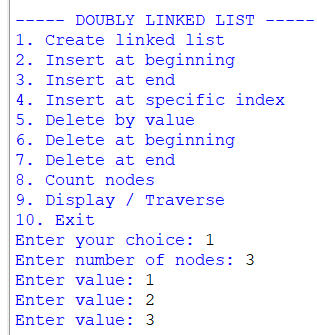 ----- DOUBLY LINKED LIST -----
1. Create linked list
2. Insert at beginning
3. Insert at end
4. Insert at specific index
5. Delete by value
6. Delete at beginning
7. Delete at end
8. Count nodes
9. Display / Traverse
10. Exit
Enter your choice: 1
Enter number of nodes: 3
Enter value: 1
Enter value: 2
Enter value: 3